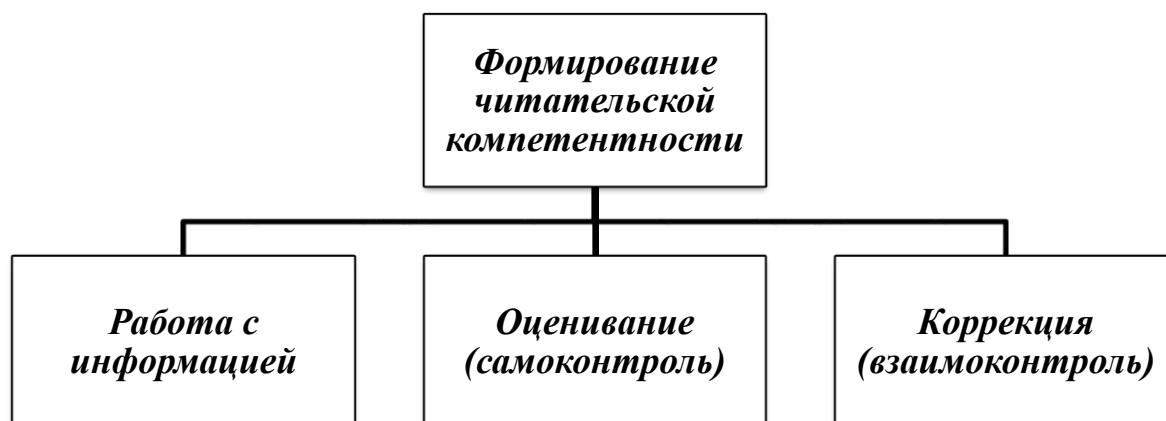 Формирование
читательской
компетентности
Работа с
информацией
Оценивание
(самоконтроль)
Коррекция
(взаимоконтроль)